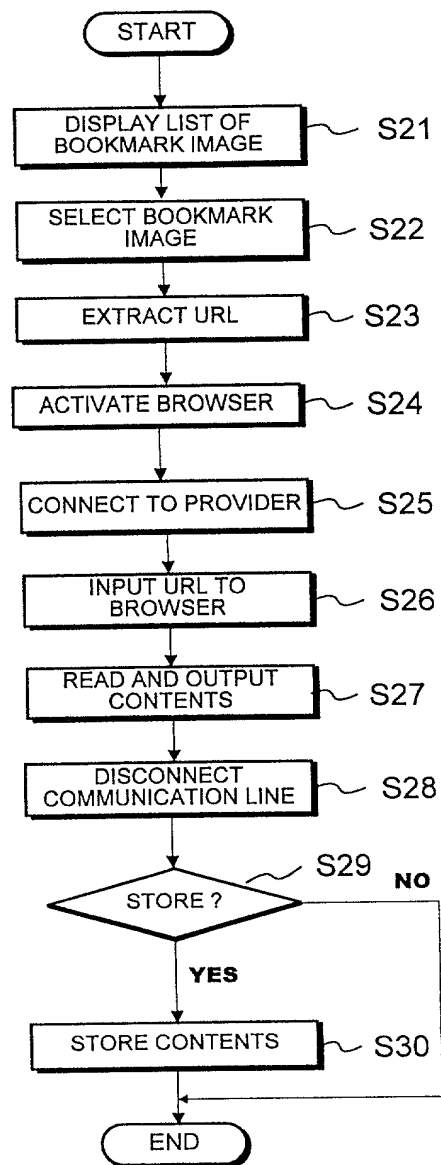 START
DISPLAY LIST OF
BOOKMARK IMAGE
S21
SELECT BOOKMARK
IMAGE
S22
EXTRACT URL
S23
ACTIVATE BROWSER
S24
CONNECT TO PROVIDER
S25
INPUT URL TO
BROWSER
S26
READ AND OUTPUT
CONTENTS
S27
DISCONNECT
COMMUNICATION LINE
S28
STORE ?
S29
NO
YES
STORE CONTENTS
S30
END